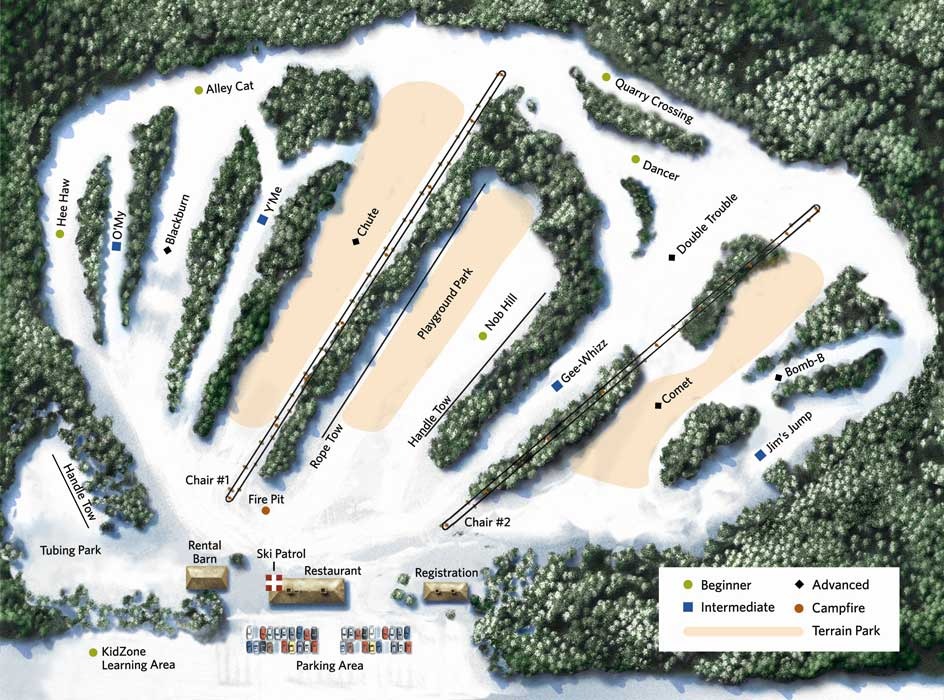 Alley Cat
Quarry Crossing
Dancer
Hee Haw
O'My
Blackburn
Y'Me
Chute
Double Trouble
Playground Park
Nob Hill
Gee-Whizz
Bomb-B
Comet
Jim's Jump
Handle Tow
Rope Tow
Handle Tow
Chair #1
Fire Pit
Chair #2
Tubing Park
Rental
Barn
Ski Patrol
Restaurant
Registration
Beginner
Advanced
Intermediate
Campfire
Terrain Park
KidZone
Learning Area
Parking Area